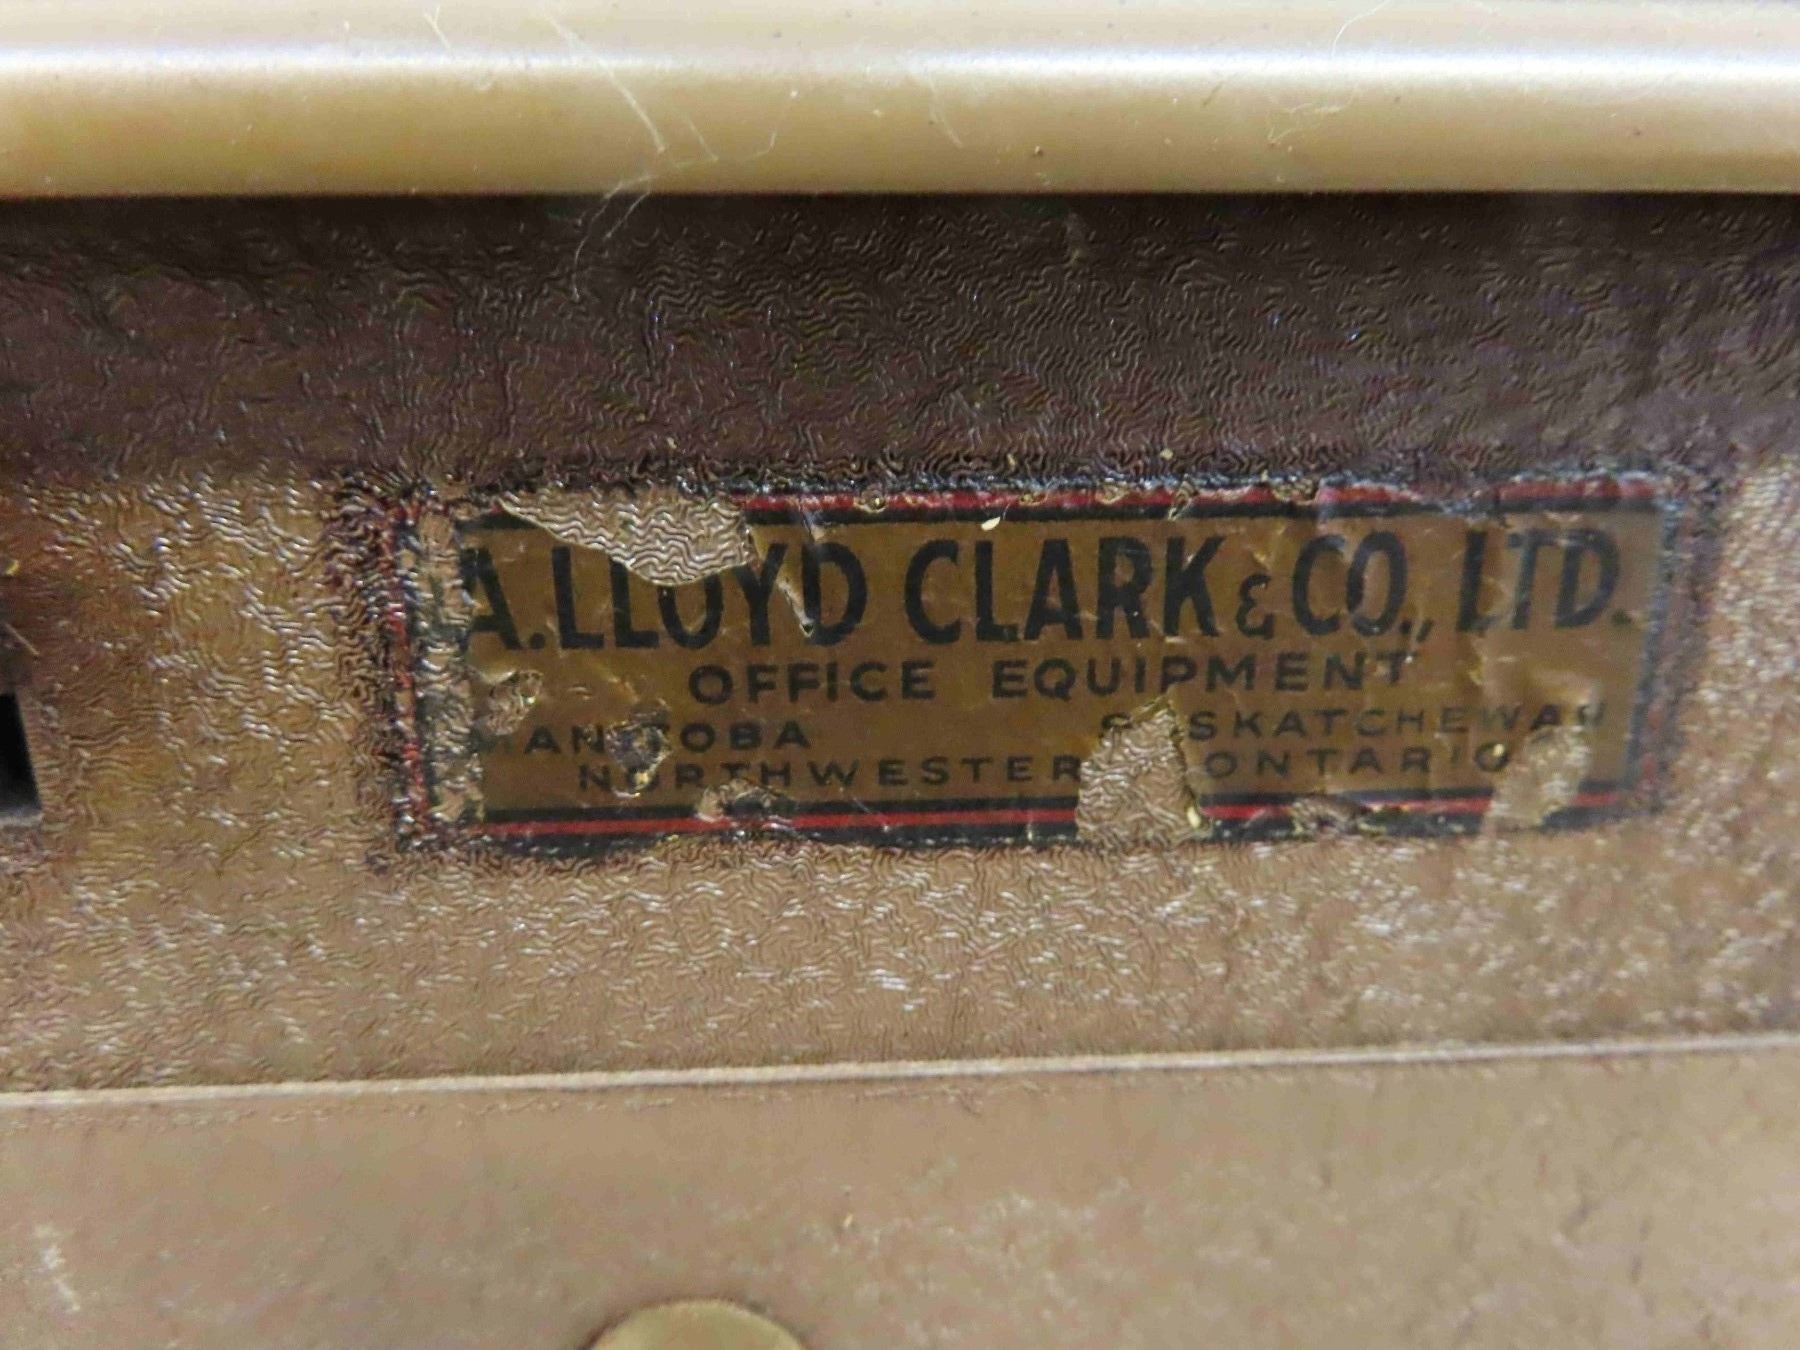 A. LLOYD CLARK & CO., LTD.
OFFICE EQUIPMENT
MANITOBA SASKATCHEWAN
NORTHWESTERN ONTARIO